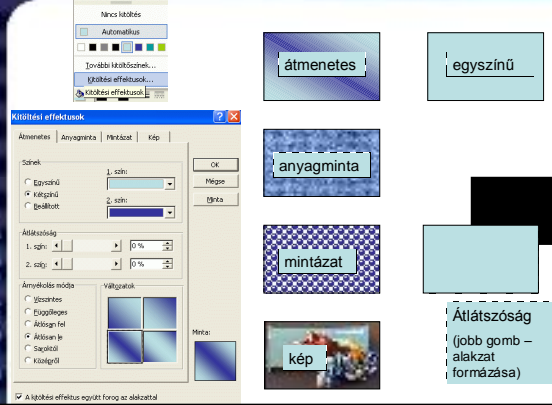 Nincs kitöltés
Automatikus
További kitöltőszínek...
Kitöltési effektusok...
Kitöltési effektusok
Kitöltési effektusok
Átmenetes
Anyagminta
Mintázat
Kép
Színek
Egyszínű
Kétszínű
Beállított
1. szín:
2. szín:
OK
Mégse
Minta
Átlátszóság
1. szín:
0 %
2. szín:
0 %
Árnyékolás módja
Vízszintes
Függőleges
Átlósan fel
Átlósan le
Saroktól
Középről
Változatok
Minta:
A kitöltési effektus együtt forog az alakzattal
átmenetes
egyszínű
anyagminta
mintázat
kép
Átlátszóság
(jobb gomb –
alakzat
formázása)